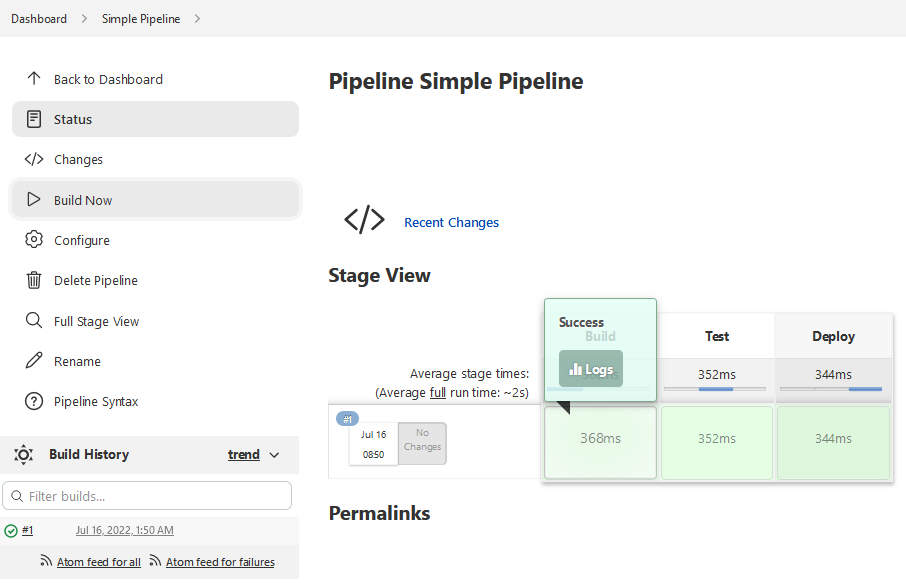 Dashboard > Simple Pipeline >
Back to Dashboard
Status
Changes
Build Now
Configure
Delete Pipeline
Full Stage View
Rename
Pipeline Syntax
Build History trend
Filter builds...
#1 Jul 16, 2022, 1:50 AM
Atom feed for all Atom feed for failures
Pipeline Simple Pipeline
Recent Changes
Stage View
Success
Build Test Deploy
Logs
Average stage times: 352ms 344ms
(Average full run time: ~2s)
#1
Jul 16
08:50
No
Changes
368ms 352ms 344ms
Permalinks